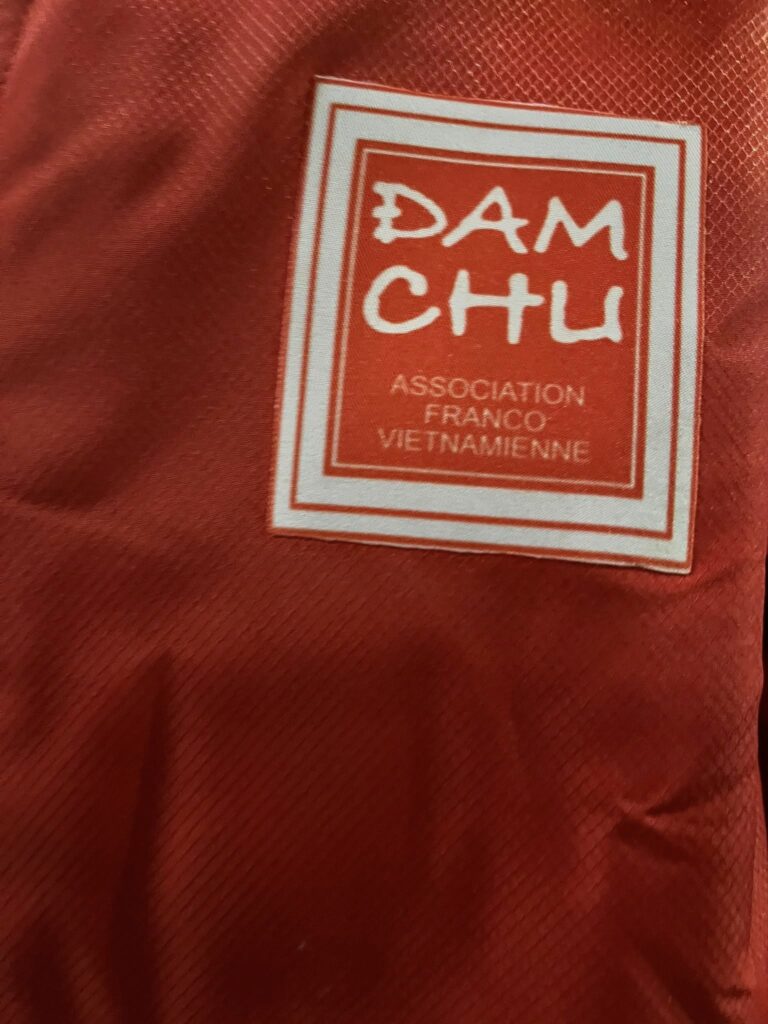 ĐAM
CHU
ASSOCIATION
FRANCO
VIETNAMIENNE